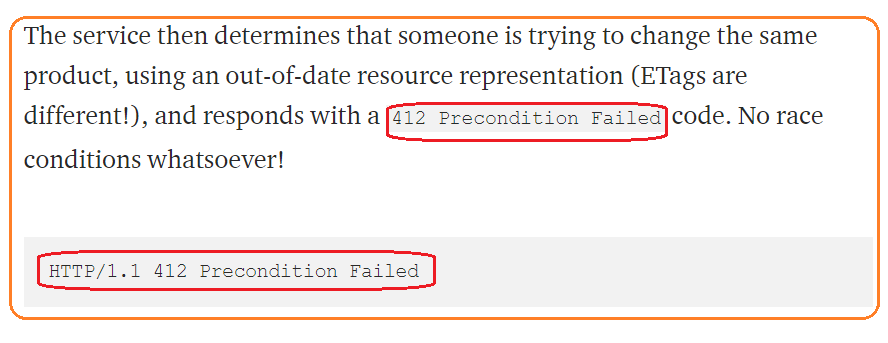 The service then determines that someone is trying to change the same
product, using an out-of-date resource representation (ETags are
different!), and responds with a 412 Precondition Failed code. No race
conditions whatsoever!
HTTP/1.1 412 Precondition Failed